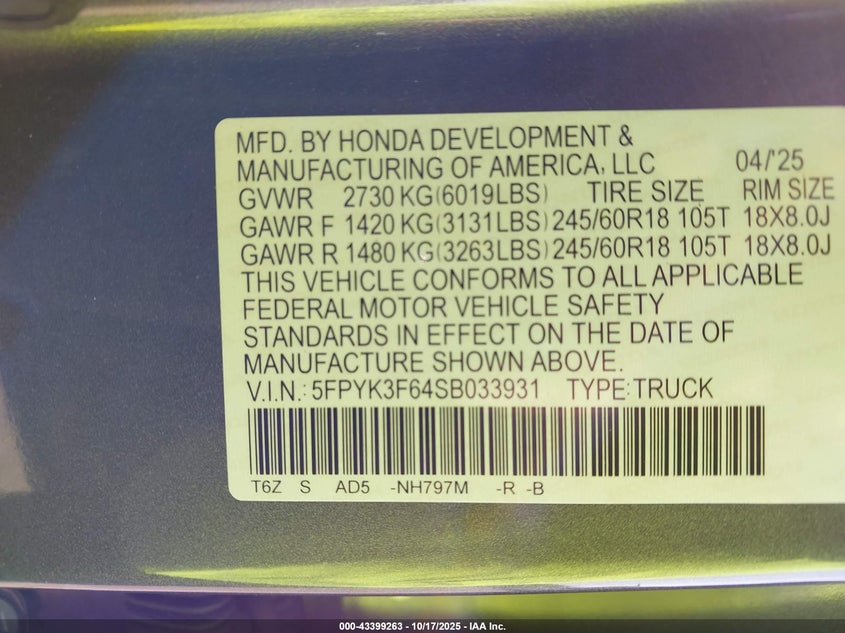 MFD. BY HONDA DEVELOPMENT &
MANUFACTURING OF AMERICA, LLC 04/'25
GVWR 2730 KG(6019LBS) TIRE SIZE RIM SIZE
GAWR F 1420 KG(3131LBS) 245/60R18 105T 18X8.0J
GAWR R 1480 KG(3263LBS) 245/60R18 105T 18X8.0J
THIS VEHICLE CONFORMS TO ALL APPLICABLE
FEDERAL MOTOR VEHICLE SAFETY
STANDARDS IN EFFECT ON THE DATE OF
MANUFACTURE SHOWN ABOVE.
V.I.N.: 5FPYK3F64SB033931 TYPE:TRUCK
T6Z S AD5 -NH797M -R -B
000-43399263 - 10/17/2025 - IAA Inc.